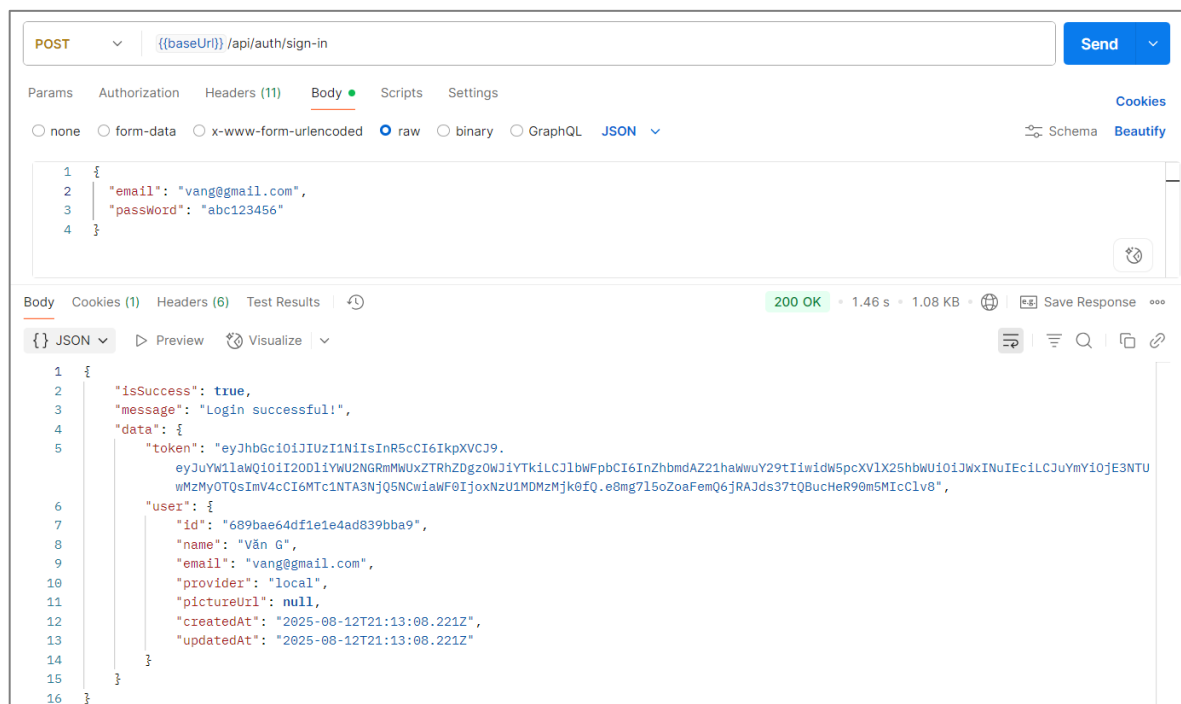 POST {{baseUrl}} /api/auth/sign-in Send
Params Authorization Headers (11) Body Scripts Settings Cookies
none form-data x-www-form-urlencoded raw binary GraphQL JSON Schema Beautify
1 {
2 "email": "vang@gmail.com",
3 "passWord": "abc123456"
4 }
Body Cookies (1) Headers (6) Test Results 200 OK • 1.46 s • 1.08 KB • e.g. Save Response
{} JSON Preview Visualize
1 {
2 "isSuccess": true,
3 "message": "Login successful!",
4 "data": {
5 "token": "eyJhbGciOiJIUzI1NiIsInR5cCI6IkpXVCJ9.
eyJuYW1laWQiOiI2ODliYWU2NGRmMWUxZTRhZDgzOWJiYTkiLCJlbWFpbCI6InZhbmdAZ21haWwuY29tIiwidW5pcXVlX25hbWUiOiJWxINuIEciLCJuYmYiOjE3NTU
wMzMyOTQsImV4cCI6MTc1NTA3NjQ5NCwiaWF0IjoxNzU1MDMzMjk0fQ.e8mg7l5oZoaFemQ6jRAJds37tQBucHeR90m5MIcClv8",
6 "user": {
7 "id": "689bae64df1e1e4ad839bba9",
8 "name": "Văn G",
9 "email": "vang@gmail.com",
10 "provider": "local",
11 "pictureUrl": null,
12 "createdAt": "2025-08-12T21:13:08.221Z",
13 "updatedAt": "2025-08-12T21:13:08.221Z"
14 }
15 }
16 }